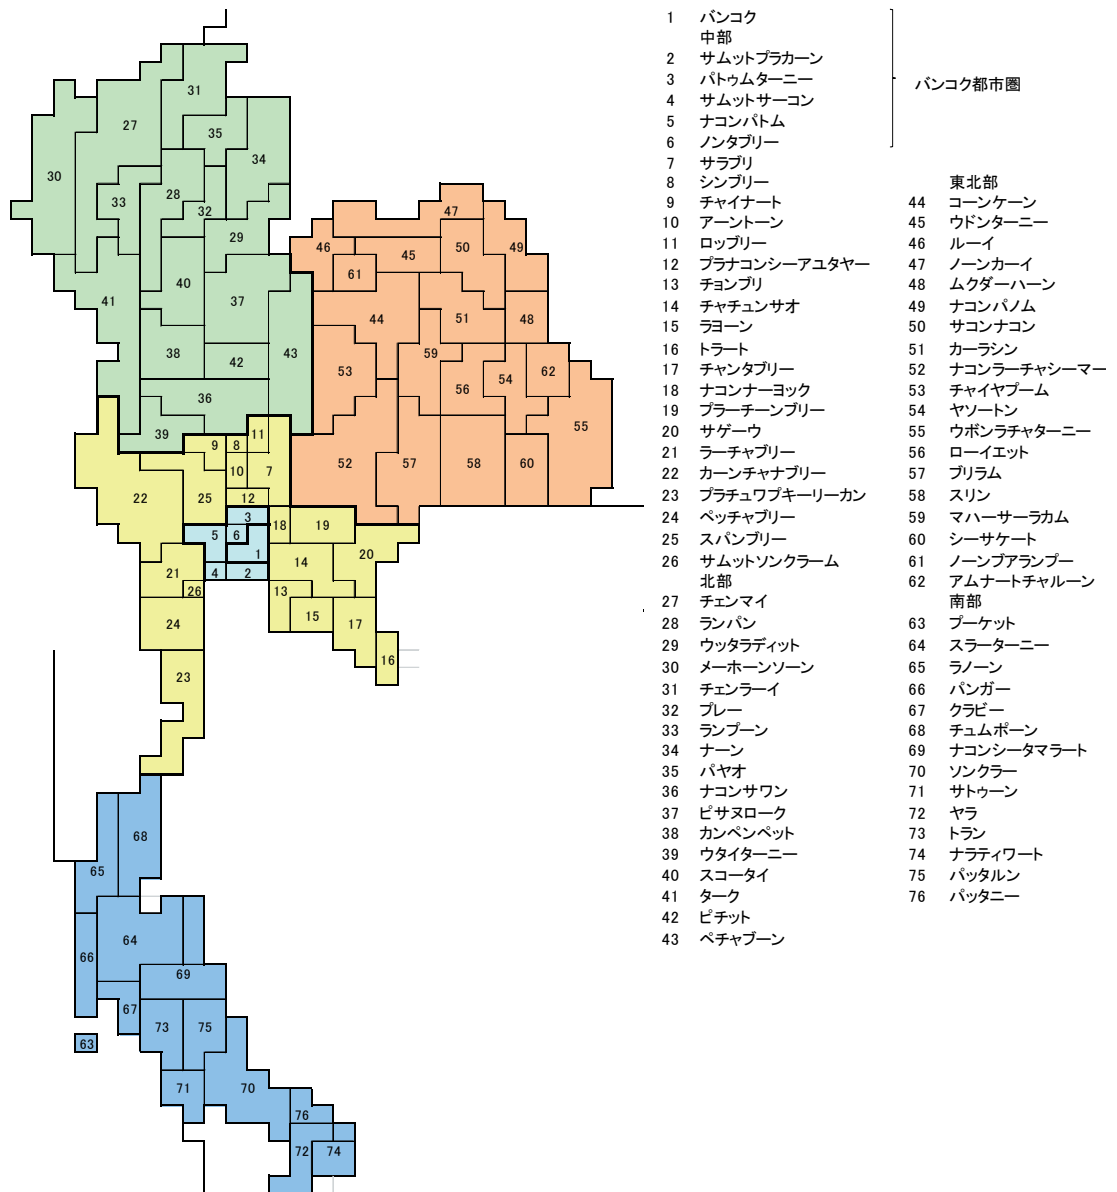 1 バンコク
中部
2 サムットプラカーン
3 パトゥムターニー
4 サムットサーコン
5 ナコンパトム
6 ノンタブリー
バンコク都市圏
7 サラブリ
8 シンブリー
9 チャイナート
10 アーントーン
11 ロッブリー
12 プラナコンシーアユタヤー
13 チョンブリ
14 チャチュンサオ
15 ラヨーン
16 トラート
17 チャンタブリー
18 ナコンナーヨック
19 プラーチーンブリー
20 サゲーウ
21 ラーチャブリー
22 カーンチャナブリー
23 プラチュワプキーリーカン
24 ペッチャブリー
25 スパンブリー
26 サムットソンクラーム
北部
27 チェンマイ
28 ランパン
29 ウッタラディット
30 メーホーンソーン
31 チェンラーイ
32 プレー
33 ランプーン
34 ナーン
35 パヤオ
36 ナコンサワン
37 ピサヌローク
38 カンペンペット
39 ウタイターニー
40 スコータイ
41 ターク
42 ピチット
43 ペチャブーン
東北部
44 コーンケーン
45 ウドンターニー
46 ルーイ
47 ノーンカーイ
48 ムクダーハーン
49 ナコンパノム
50 サコンナコン
51 カーラシン
52 ナコンラーチャシーマー
53 チャイヤプーム
54 ヤソートン
55 ウボンラチャターニー
56 ローイエット
57 ブリラム
58 スリン
59 マハーサーラカム
60 シーサケート
61 ノーンブアランプー
62 アムナートチャルーン
南部
63 プーケット
64 スラーターニー
65 ラノーン
66 パンガー
67 クラビー
68 チュムポーン
69 ナコンシータマラート
70 ソンクラー
71 サトゥーン
72 ヤラ
73 トラン
74 ナラティワート
75 パッタルン
76 パッタニー
31
27
35
30
34
33
28
32
29
47
46
50
49
45
61
40
41
37
44
51
48
43
38
42
59
53
62
54
56
36
55
39
9
8
11
52
57
58
60
10
7
22
25
12
3
18
19
5
6
1
20
14
21
4
2
26
13
24
15
17
16
23
68
65
64
66
69
67
73
75
63
71
70
76
72
74